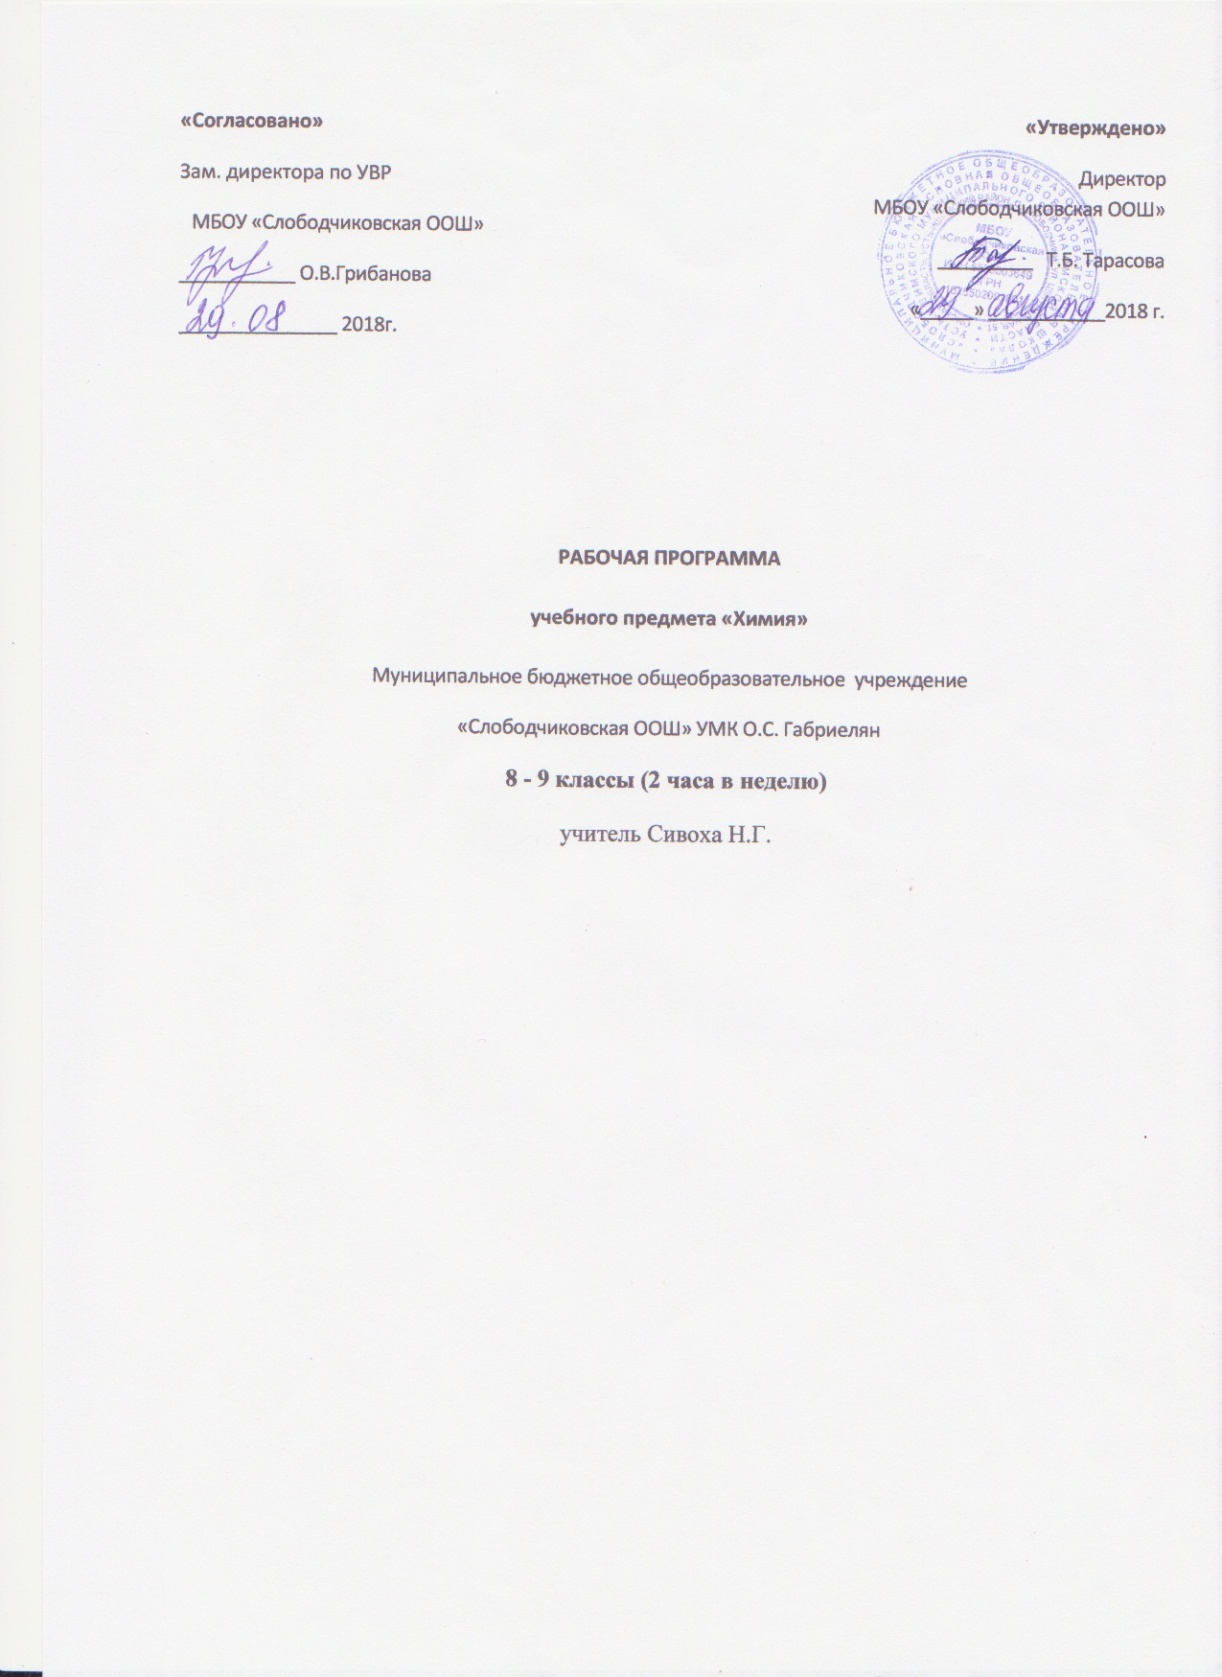 «Согласовано»
Зам. директора по УВР
МБОУ «Слободчиковская ООШ»
О.В.Грибанова
29.08 2018г.
«Утверждено»
Директор
МБОУ «Слободчиковская ООШ»
Т.Б. Тарасова
«29» августа 2018 г.
МБОУ
«Слободчиковская
РАБОЧАЯ ПРОГРАММА
учебного предмета «Химия»
Муниципальное бюджетное общеобразовательное учреждение
«Слободчиковская ООШ» УМК О.С. Габриелян
8 - 9 классы (2 часа в неделю)
учитель Сивоха Н.Г.